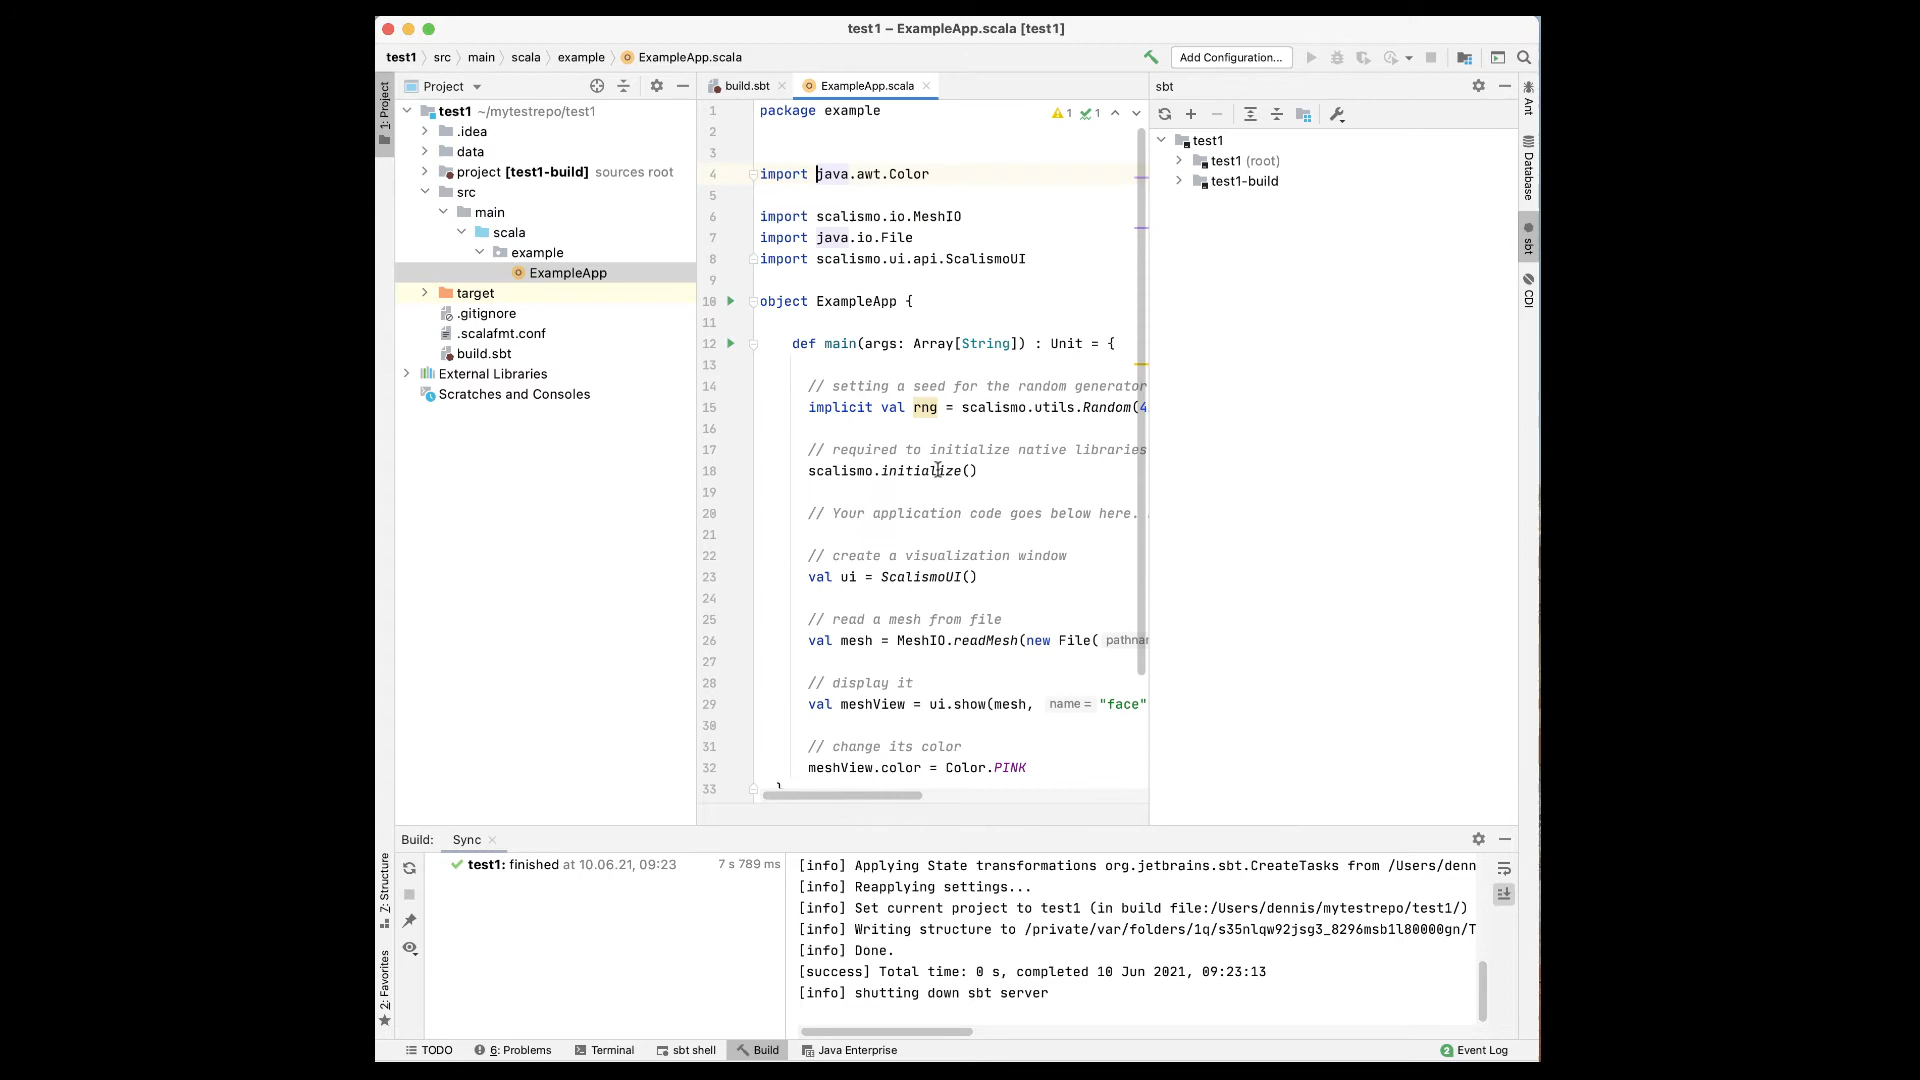 test1 – ExampleApp.scala [test1]
test1 src main scala example ExampleApp.scala
Add Configuration...
1: Project
Project
test1 ~/mytestrepo/test1
.idea
data
project [test1-build] sources root
src
main
scala
example
ExampleApp
target
.gitignore
.scalafmt.conf
build.sbt
External Libraries
Scratches and Consoles
build.sbt ExampleApp.scala
1 package example
1 1
2
3
4 import java.awt.Color
5
6 import scalismo.io.MeshIO
7 import java.io.File
8 import scalismo.ui.api.ScalismoUI
9
10 object ExampleApp {
11
12 def main(args: Array[String]) : Unit = {
13
14 // setting a seed for the random generator
15 implicit val rng = scalismo.utils.Random(4
16
17 // required to initialize native libraries
18 scalismo.initialize()
19
20 // Your application code goes below here.
21
22 // create a visualization window
23 val ui = ScalismoUI()
24
25 // read a mesh from file
26 val mesh = MeshIO.readMesh(new File( pathnam
27
28 // display it
29 val meshView = ui.show(mesh, name = "face"
30
31 // change its color
32 meshView.color = Color.PINK
33 }
sbt
test1
test1 (root)
test1-build
Ant
Database
sbt
CDI
Build: Sync
test1: finished at 10.06.21, 09:23 7 s 789 ms
[info] Applying State transformations org.jetbrains.sbt.CreateTasks from /Users/denn
[info] Reapplying settings...
[info] Set current project to test1 (in build file:/Users/dennis/mytestrepo/test1/)
[info] Writing structure to /private/var/folders/1q/s35nlqw92jsg3_8296msb1l80000gn/T
[info] Done.
[success] Total time: 0 s, completed 10 Jun 2021, 09:23:13
[info] shutting down sbt server
7: Structure
2: Favorites
TODO 6: Problems Terminal sbt shell Build Java Enterprise 2 Event Log